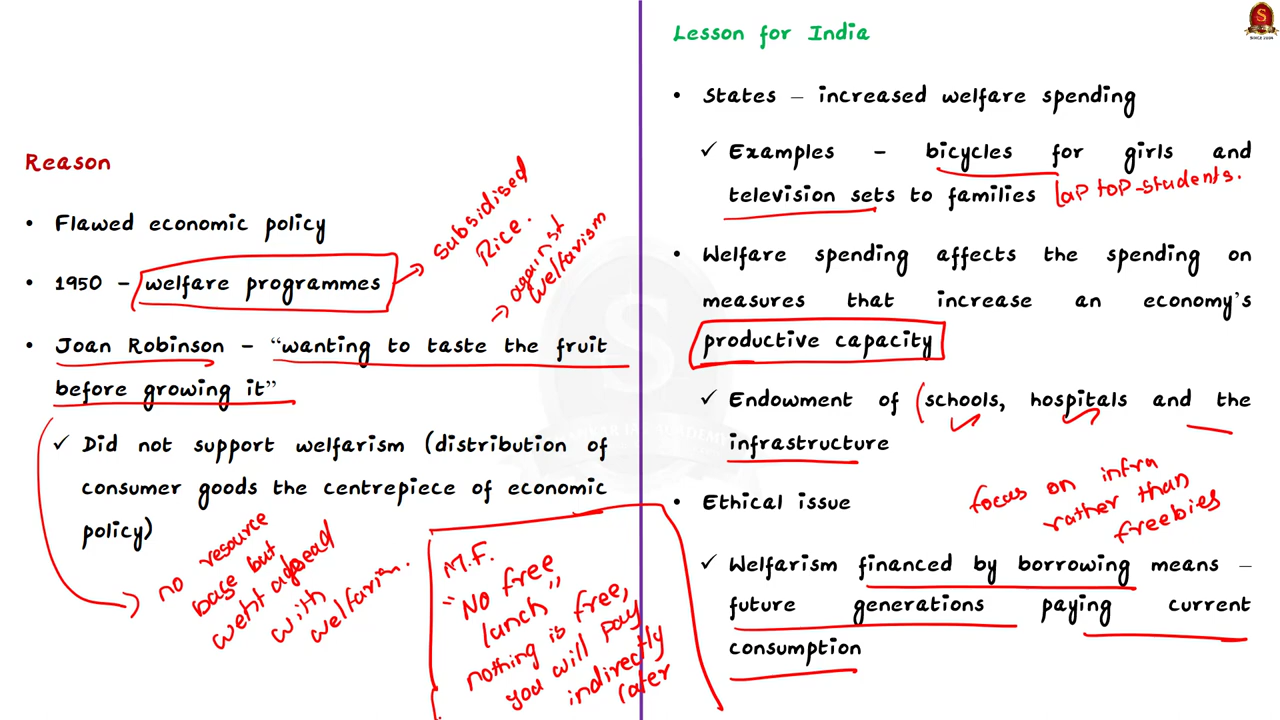 Reason
• Flawed economic policy
• 1950 – welfare programmes
subsidised
Rice.
→ against
welfarism
• Joan Robinson – “wanting to taste the fruit
before growing it”
✓ Did not support welfarism (distribution of
consumer goods the centrepiece of economic
policy)
no resource
base but
went ahead
with
welfarism.
M.F.
"No free
lunch"
nothing is free,
you will pay
indirectly
later
Lesson for India
• States – increased welfare spending
✓ Examples – bicycles for girls and
television sets to families
laptop-students.
• Welfare spending affects the spending on
measures that increase an economy’s
productive capacity
✓ Endowment of schools, hospitals and the
infrastructure
• Ethical issue
focus on infra
rather than
freebies
✓ Welfarism financed by borrowing means –
future generations paying current
consumption
S
SINCE 2004